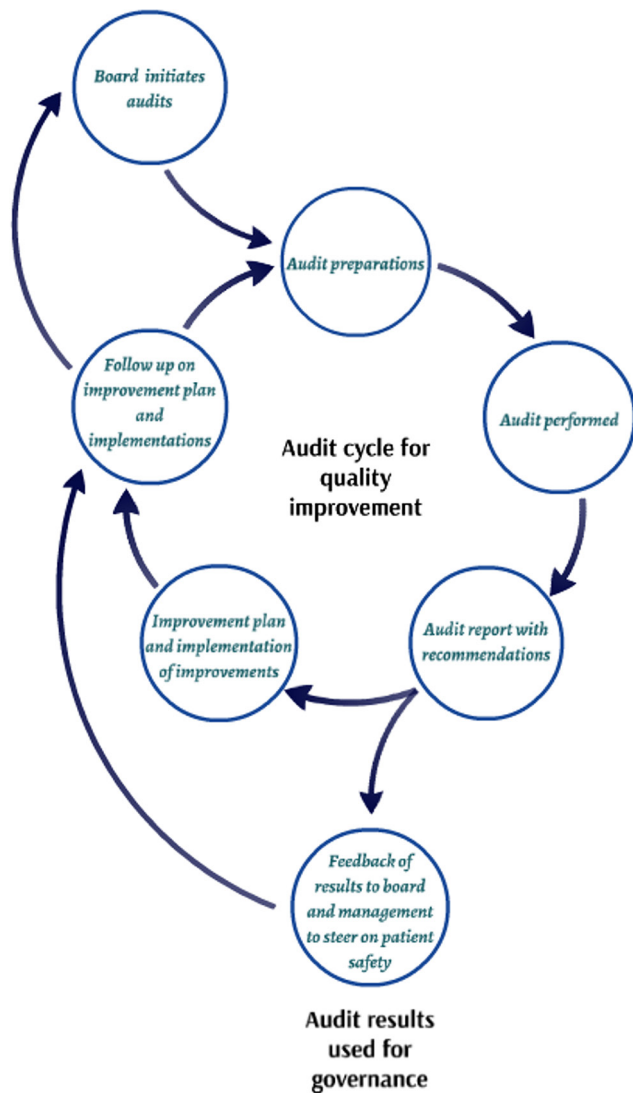 Board initiates
audits
Audit preparations
Follow up on
improvement plan
and
implementations
Audit performed
Audit cycle for
quality
improvement
Improvement plan
and implementation
of improvements
Audit report with
recommendations
Feedback of
results to board
and management
to steer on patient
safety
Audit results
used for
governance